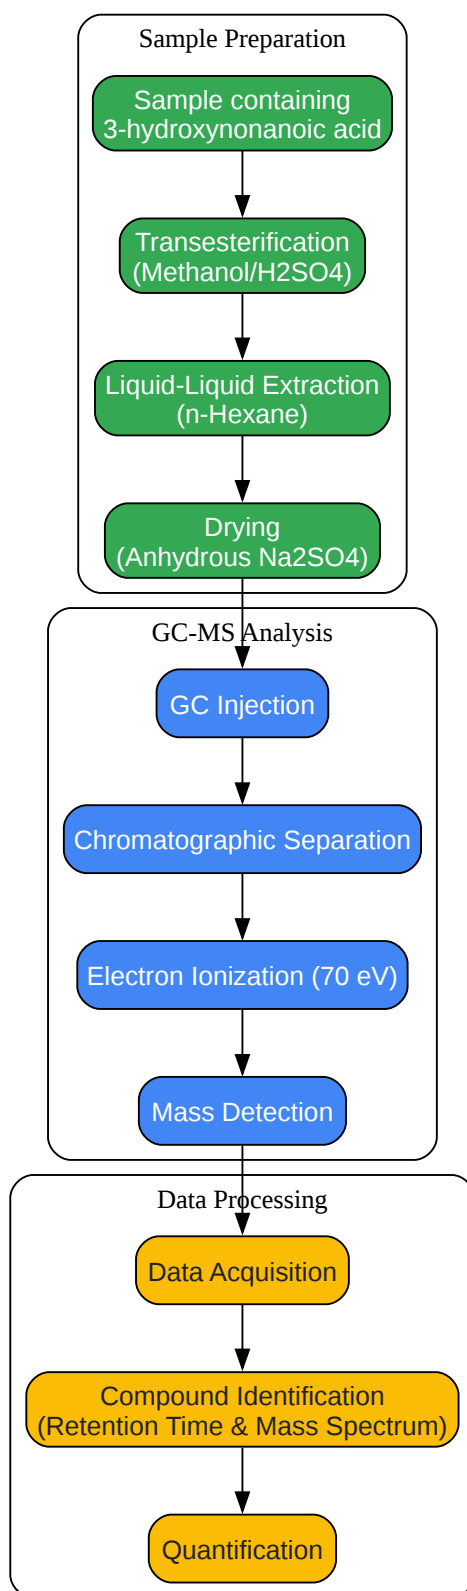 Sample Preparation
Sample containing
3-hydroxynonanoic acid
Transesterification
(Methanol/H2SO4)
Liquid-Liquid Extraction
(n-Hexane)
Drying
(Anhydrous Na2SO4)
GC-MS Analysis
GC Injection
Chromatographic Separation
Electron Ionization (70 eV)
Mass Detection
Data Processing
Data Acquisition
Compound Identification
(Retention Time & Mass Spectrum)
Quantification